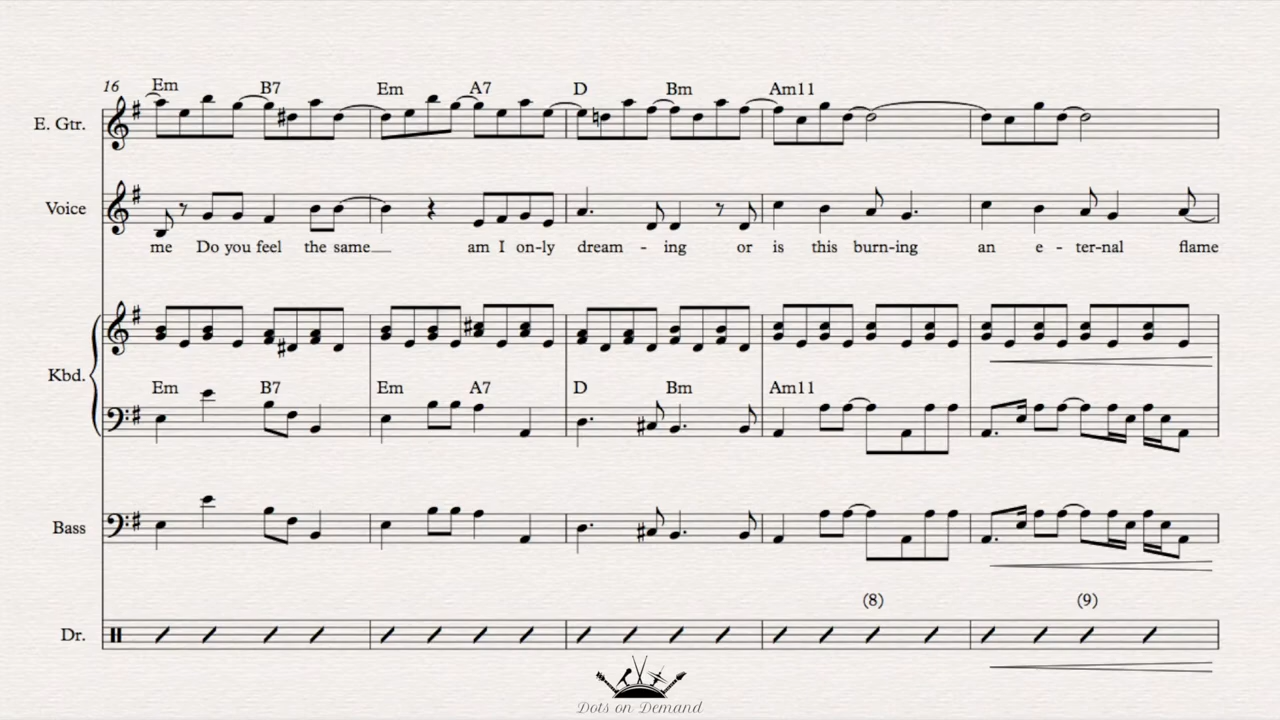 16 Em B7 Em A7 D Bm Am11
E. Gtr.
Voice
me Do you feel the same__ am I on-ly dream - ing or is this burn-ing an e - ter-nal flame
Kbd.
Em B7 Em A7 D Bm Am11
Bass
(8) (9)
Dr.
Dots on Demand